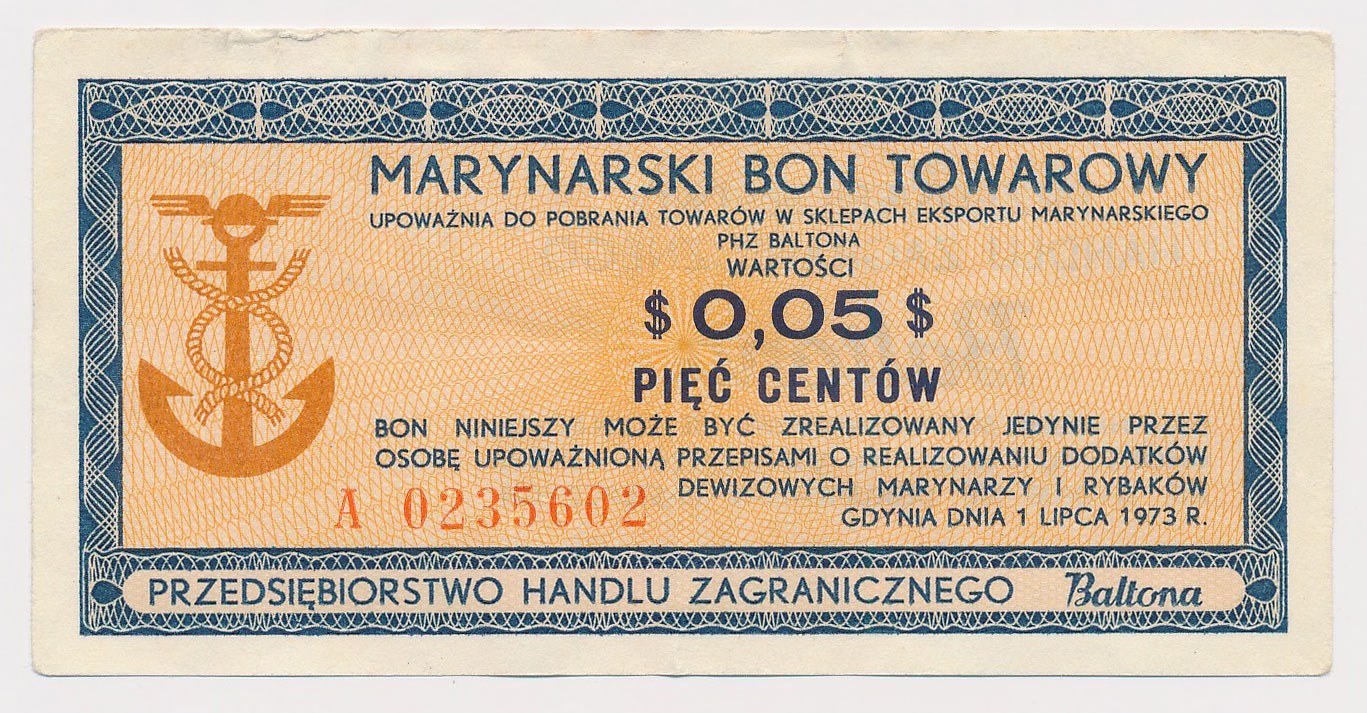 MARYNARSKI BON TOWAROWY
UPOWAŻNIA DO POBRANIA TOWARÓW W SKLEPACH EKSPORTU MARYNARSKIEGO
PHZ BALTONA
WARTOŚCI
$ 0,05 $
PIĘĆ CENTÓW
BON NINIEJSZY MOŻE BYĆ ZREALIZOWANY JEDYNIE PRZEZ
OSOBĘ UPOWAŻNIONĄ PRZEPISAMI O REALIZOWANIU DODATKÓW
DEWIZOWYCH MARYNARZY I RYBAKÓW
A 0235602
GDYNIA DNIA 1 LIPCA 1973 R.
PRZEDSIĘBIORSTWO HANDLU ZAGRANICZNEGO Baltona